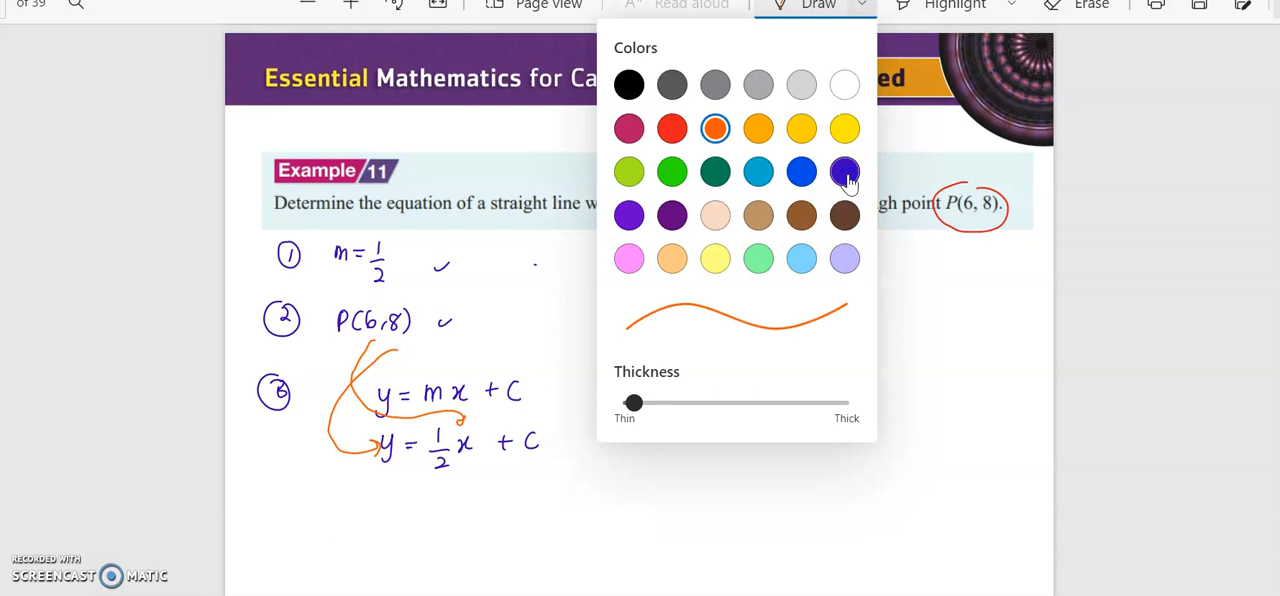 of 39 Page view Read aloud Draw Highlight Erase
Essential Mathematics for Ca ed
Colors
Example 11
Determine the equation of a straight line w gh point P(6, 8).
① m = 1/2 ✓
② P(6,8) ✓
③ y = mx + C
y = 1/2 x + C
Thickness
Thin Thick
RECORDED WITH
SCREENCAST MATIC